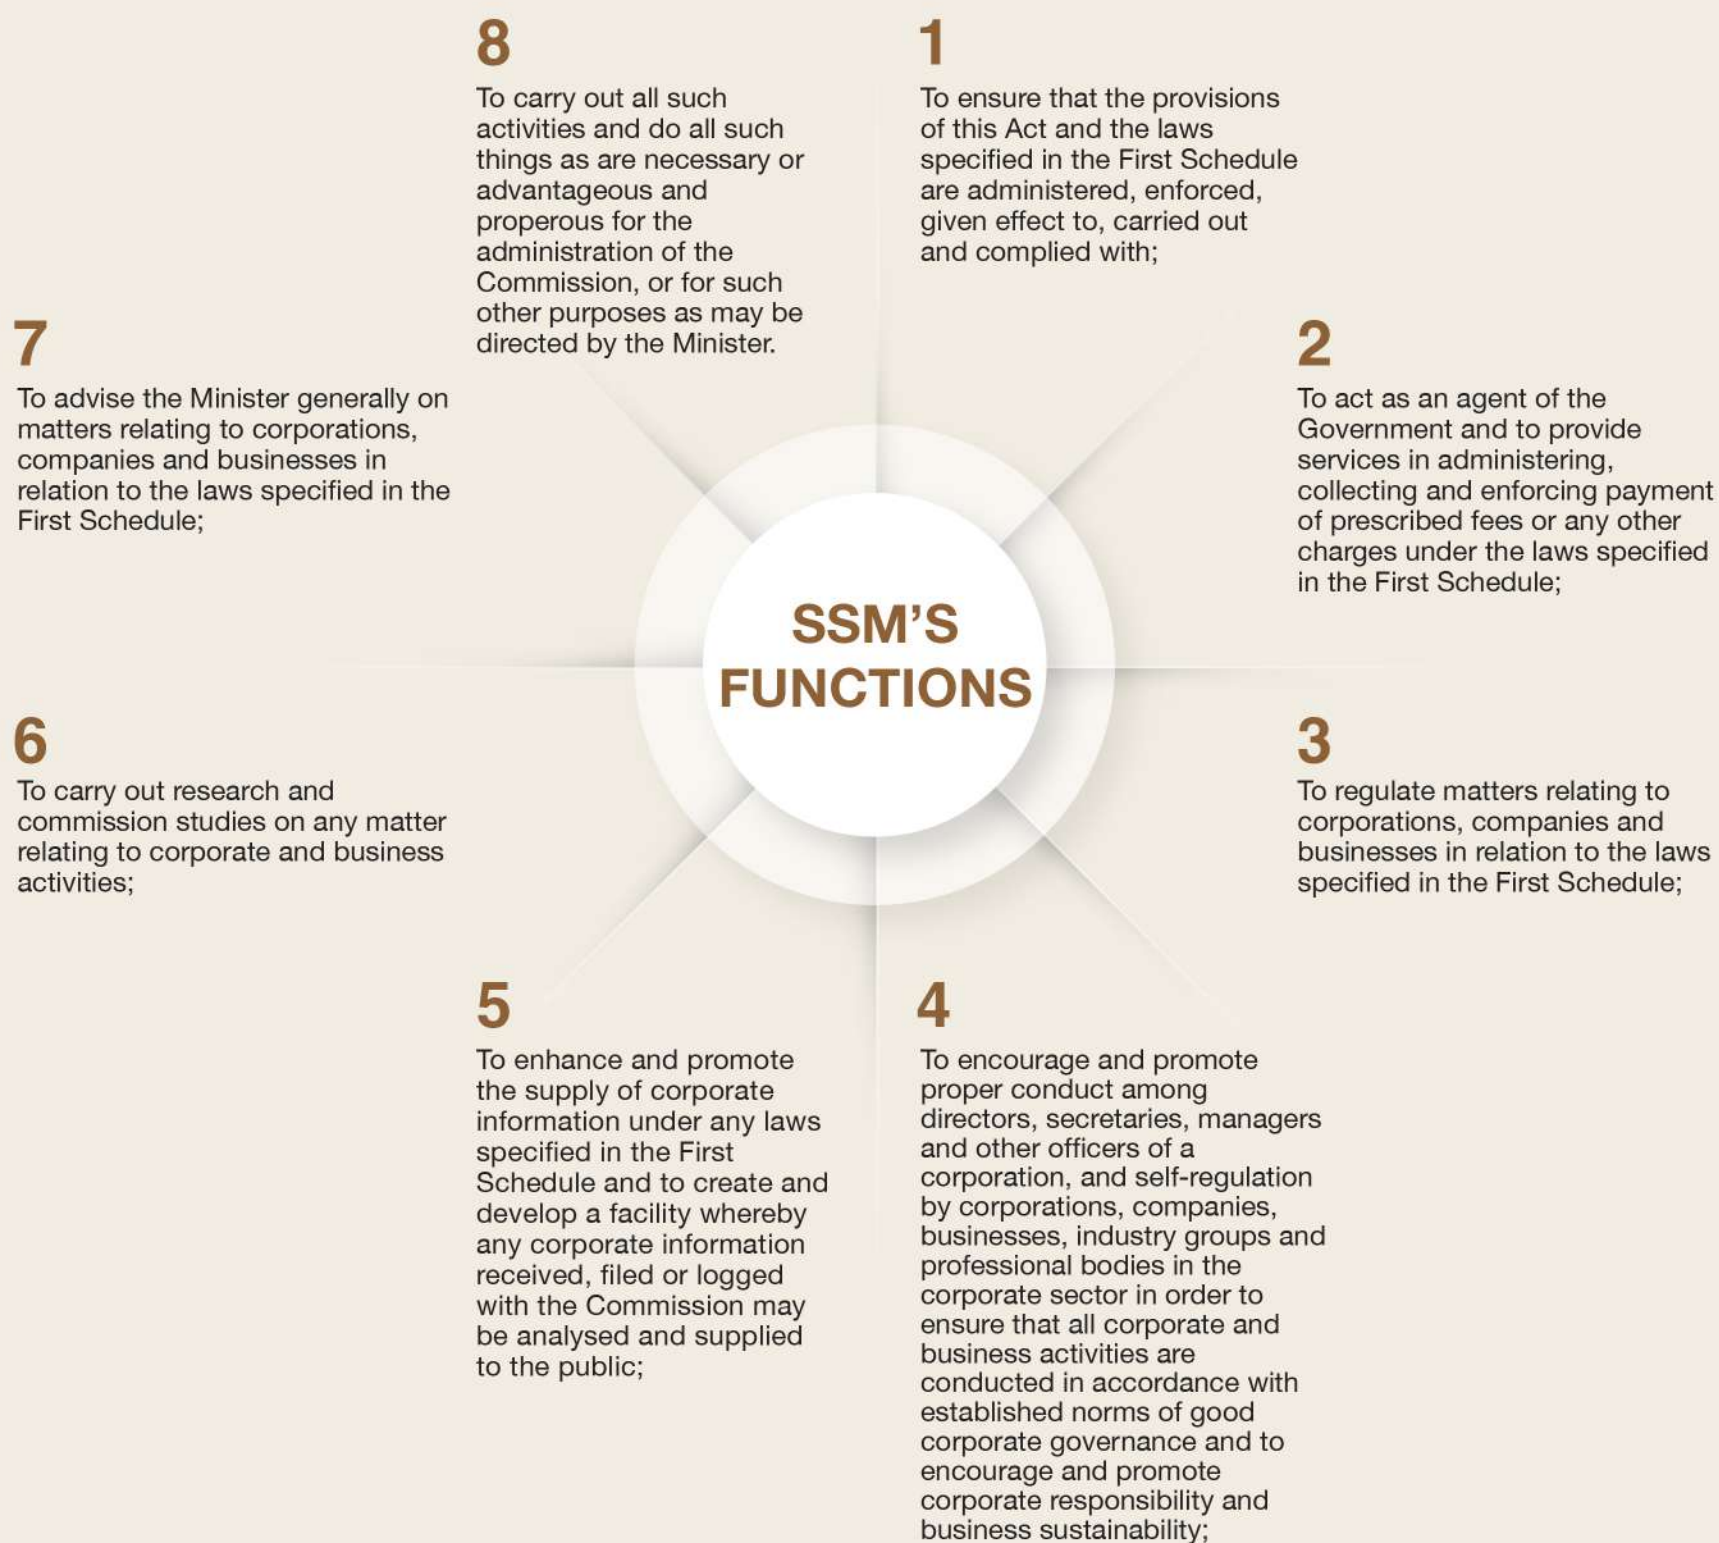 SSM'S
FUNCTIONS
1
To ensure that the provisions
of this Act and the laws
specified in the First Schedule
are administered, enforced,
given effect to, carried out
and complied with;
2
To act as an agent of the
Government and to provide
services in administering,
collecting and enforcing payment
of prescribed fees or any other
charges under the laws specified
in the First Schedule;
3
To regulate matters relating to
corporations, companies and
businesses in relation to the laws
specified in the First Schedule;
4
To encourage and promote
proper conduct among
directors, secretaries, managers
and other officers of a
corporation, and self-regulation
by corporations, companies,
businesses, industry groups and
professional bodies in the
corporate sector in order to
ensure that all corporate and
business activities are
conducted in accordance with
established norms of good
corporate governance and to
encourage and promote
corporate responsibility and
business sustainability;
5
To enhance and promote
the supply of corporate
information under any laws
specified in the First
Schedule and to create and
develop a facility whereby
any corporate information
received, filed or logged
with the Commission may
be analysed and supplied
to the public;
6
To carry out research and
commission studies on any matter
relating to corporate and business
activities;
7
To advise the Minister generally on
matters relating to corporations,
companies and businesses in
relation to the laws specified in the
First Schedule;
8
To carry out all such
activities and do all such
things as are necessary or
advantageous and
properous for the
administration of the
Commission, or for such
other purposes as may be
directed by the Minister.